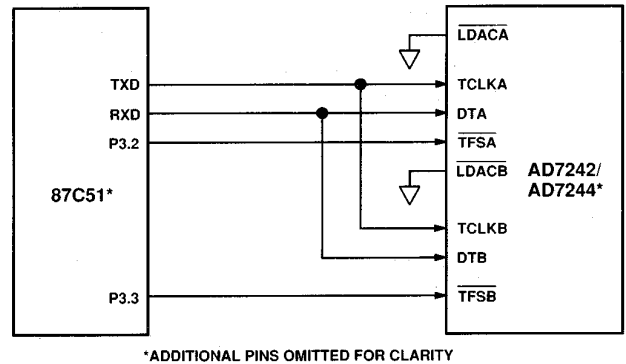 LDACA
TXD
TCLKA
RXD
DTA
P3.2
TFSA
LDACB
AD7242/
AD7244*
87C51*
TCLKB
DTB
P3.3
TFSB
*ADDITIONAL PINS OMITTED FOR CLARITY